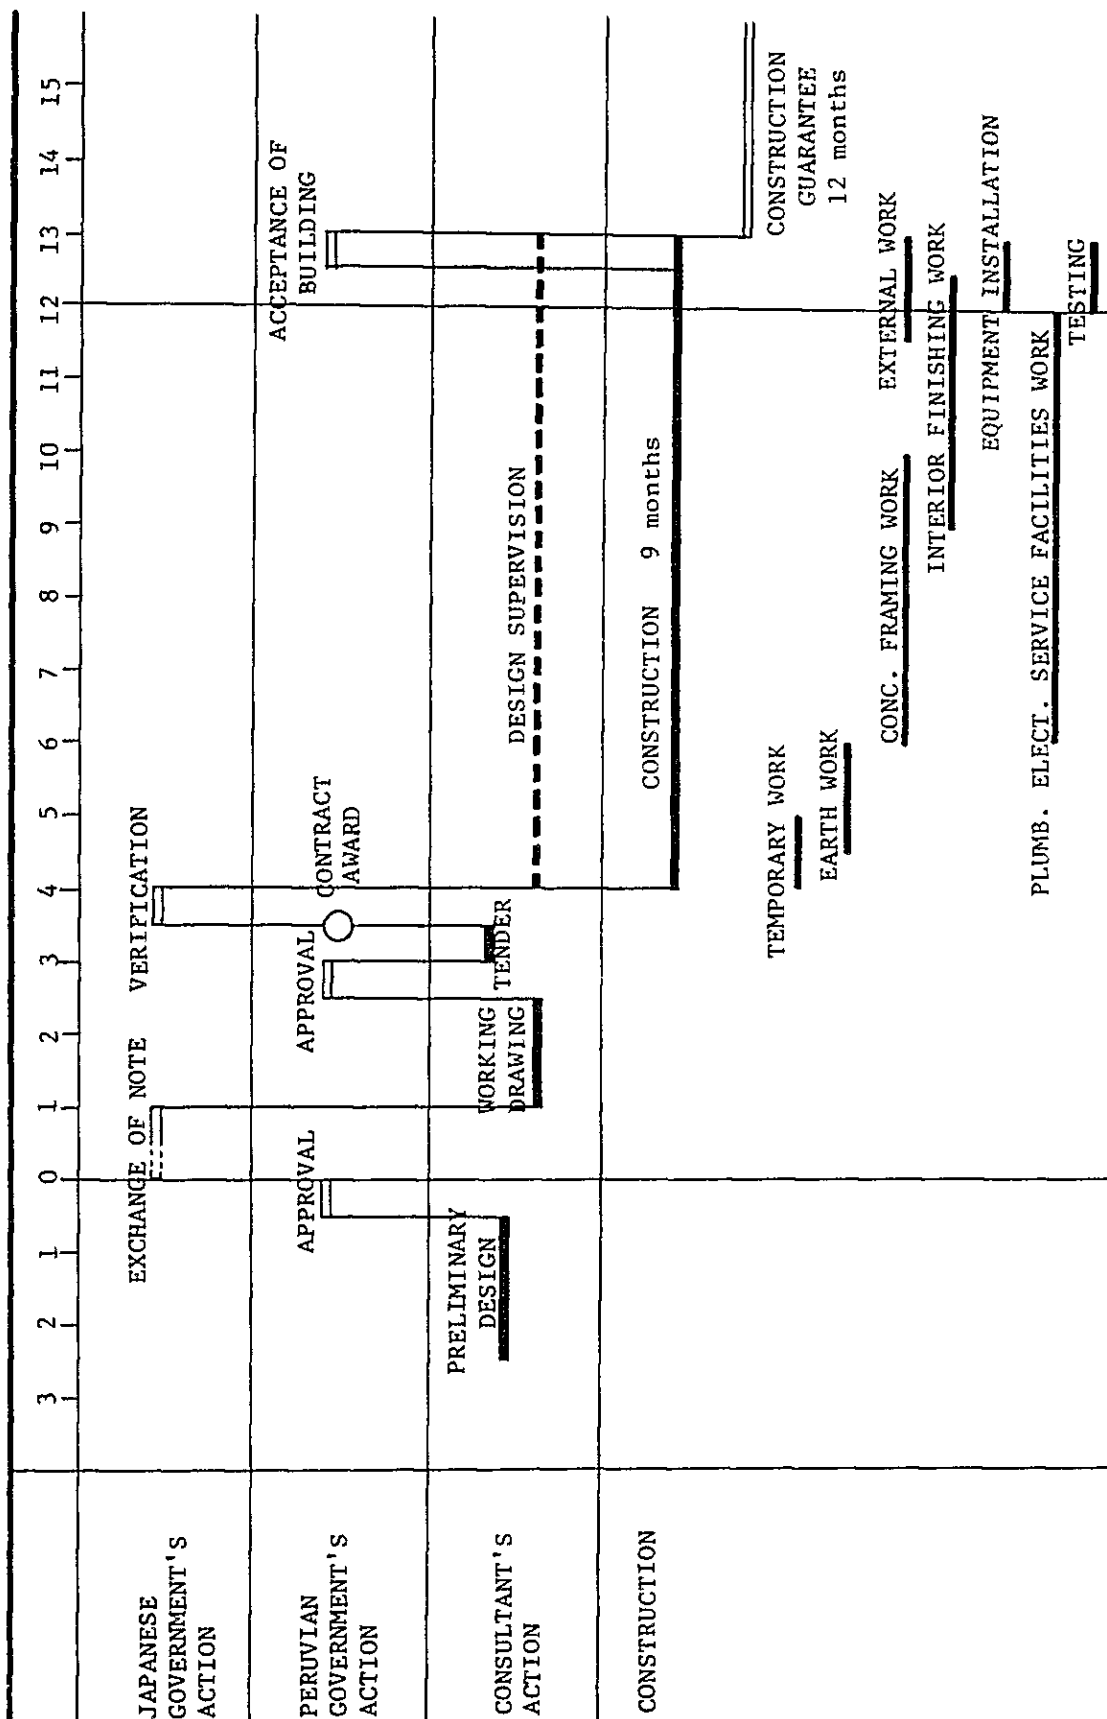 3 2 1 0 1 2 3 4 5 6 7 8 9 10 11 12 13 14 15
JAPANESE
GOVERNMENT'S
ACTION
EXCHANGE OF NOTE
VERIFICATION
PERUVIAN
GOVERNMENT'S
ACTION
APPROVAL
APPROVAL
CONTRACT
AWARD
ACCEPTANCE OF
BUILDING
CONSULTANT'S
ACTION
PRELIMINARY
DESIGN
WORKING
DRAWING
TENDER
DESIGN SUPERVISION
CONSTRUCTION
CONSTRUCTION 9 months
CONSTRUCTION
GUARANTEE
12 months
TEMPORARY WORK
EARTH WORK
CONC. FRAMING WORK
EXTERNAL WORK
INTERIOR FINISHING WORK
EQUIPMENT INSTALLATION
PLUMB. ELECT. SERVICE FACILITIES WORK
TESTING